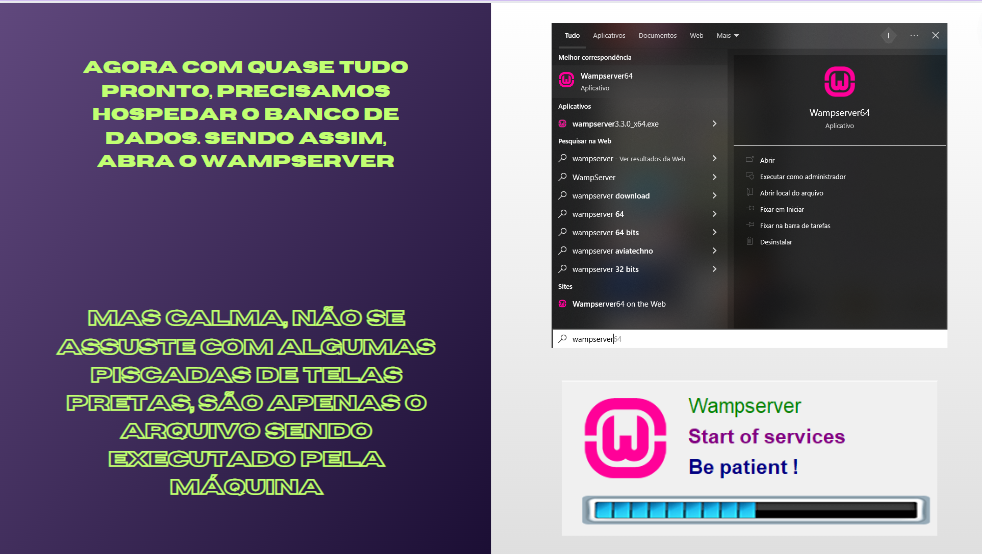 AGORA COM QUASE TUDO
PRONTO, PRECISAMOS
HOSPEDAR O BANCO DE
DADOS. SENDO ASSIM,
ABRA O WAMPSERVER
MAS CALMA, NÃO SE
ASSUSTE COM ALGUMAS
PISCADAS DE TELAS
PRETAS, SÃO APENAS O
ARQUIVO SENDO
EXECUTADO PELA
MÁQUINA
Tudo Aplicativos Documentos Web Mais I
Melhor correspondência
Wampserver64
Aplicativo
Aplicativos
wampserver3.3.0_x64.exe
Pesquisar na Web
wampserver - Ver resultados da Web
WampServer
wampserver download
wampserver 64
wampserver 64 bits
wampserver aviatechno
wampserver 32 bits
Sites
Wampserver64 on the Web
wampserver64
Wampserver64
Aplicativo
Abrir
Executar como administrador
Abrir local do arquivo
Fixar em Iniciar
Fixar na barra de tarefas
Desinstalar
Wampserver
Start of services
Be patient !